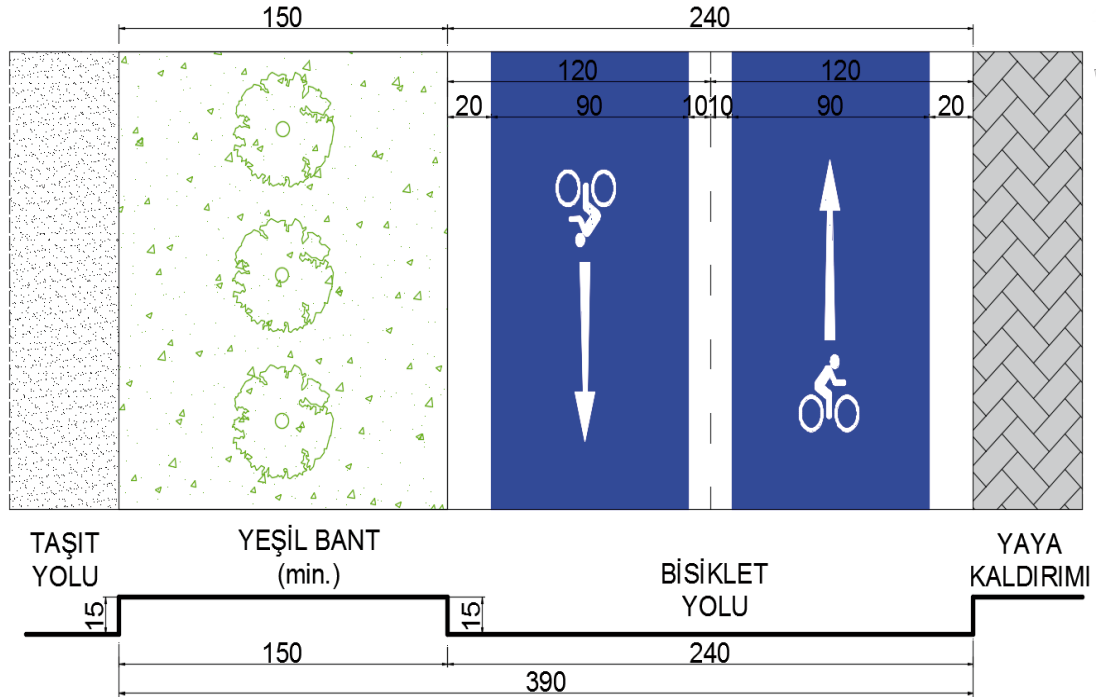 150 240
120 120
20 90 10 10 90 20
TAŞIT
YOLU
YEŞİL BANT
(min.)
BİSİKLET
YOLU
YAYA
KALDIRIMI
15 15
150 240
390